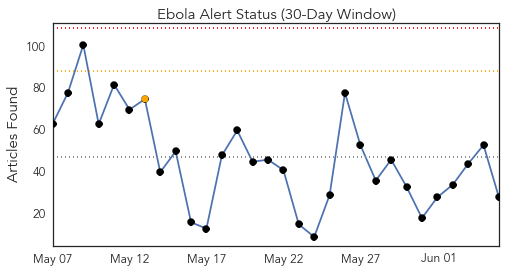 Ebola Alert Status (30-Day Window)
Articles Found
100
80
60
40
20
May 07 May 12 May 17 May 22 May 27 Jun 01